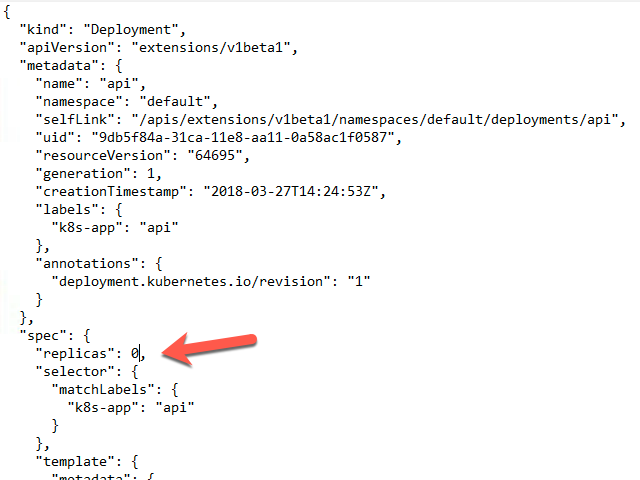 {
"kind": "Deployment",
"apiVersion": "extensions/v1beta1",
"metadata": {
"name": "api",
"namespace": "default",
"selfLink": "/apis/extensions/v1beta1/namespaces/default/deployments/api",
"uid": "9db5f84a-31ca-11e8-aa11-0a58ac1f0587",
"resourceVersion": "64695",
"generation": 1,
"creationTimestamp": "2018-03-27T14:24:53Z",
"labels": {
"k8s-app": "api"
},
"annotations": {
"deployment.kubernetes.io/revision": "1"
}
},
"spec": {
"replicas": 0,
"selector": {
"matchLabels": {
"k8s-app": "api"
}
},
"template": {
"metadata": {